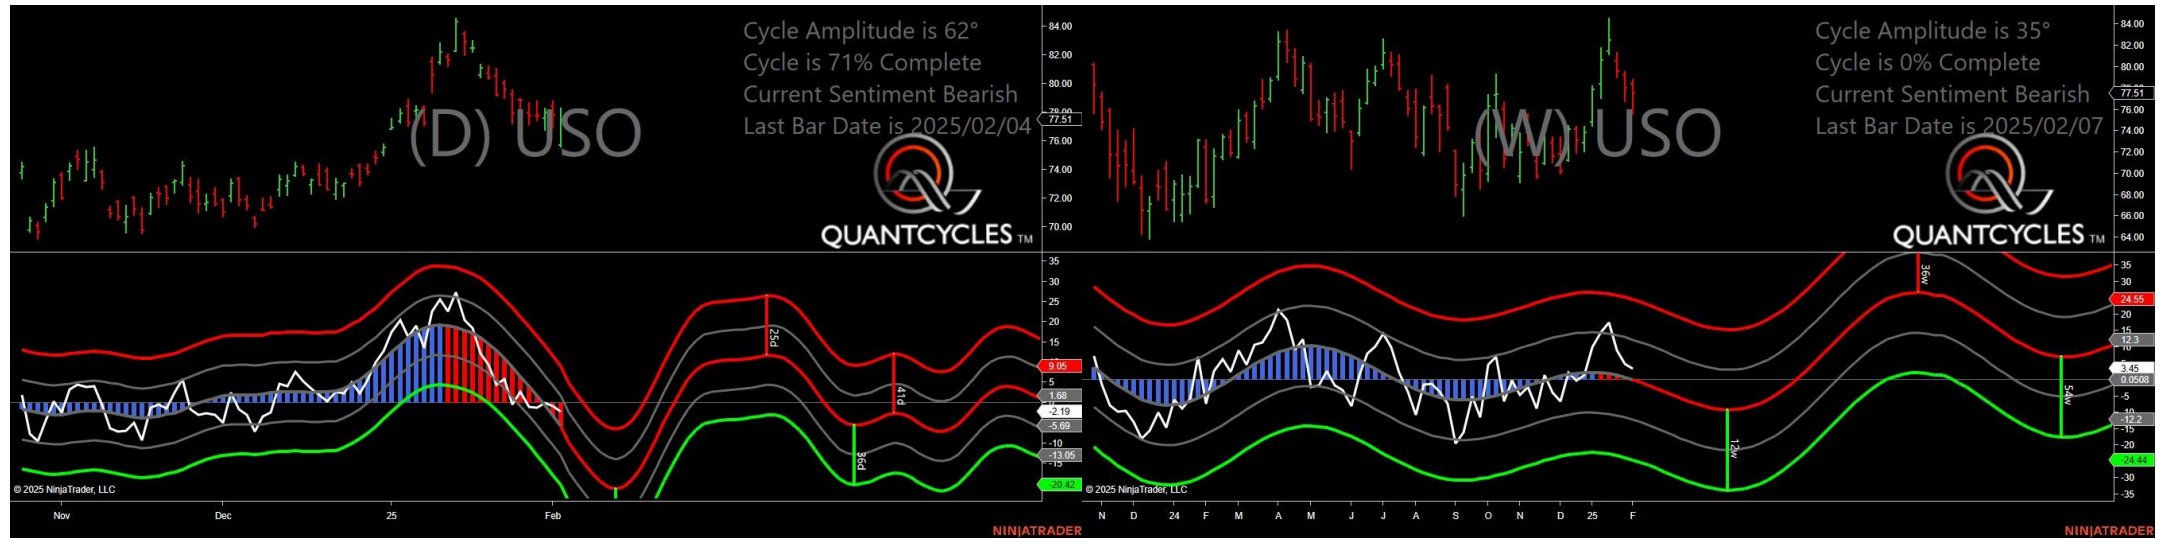 Cycle Amplitude is 62°
Cycle is 71% Complete
Current Sentiment Bearish
Last Bar Date is 2025/02/04
(D) USO
QUANTCYCLES TM
84.00
82.00
80.00
78.00
77.51
76.00
74.00
72.00
70.00
35
30
25
20
15
10
9.05
5
1.68
-2.19
-5.69
-10
-13.05
-15
-20.42
25d
41d
36d
© 2025 NinjaTrader, LLC
Nov
Dec
25
Feb
NINJATRADER
Cycle Amplitude is 35°
Cycle is 0% Complete
Current Sentiment Bearish
Last Bar Date is 2025/02/07
(W) USO
QUANTCYCLES TM
84.00
82.00
80.00
77.51
76.00
74.00
72.00
70.00
68.00
66.00
64.00
35
30
24.55
20
15
12.3
10
3.45
0.0508
-5
-10
-12.2
-15
-20
-24.44
-30
-35
36w
12w
54w
© 2025 NinjaTrader, LLC
N D 24 F M A M J J A S O N D 25 F
NINJATRADER